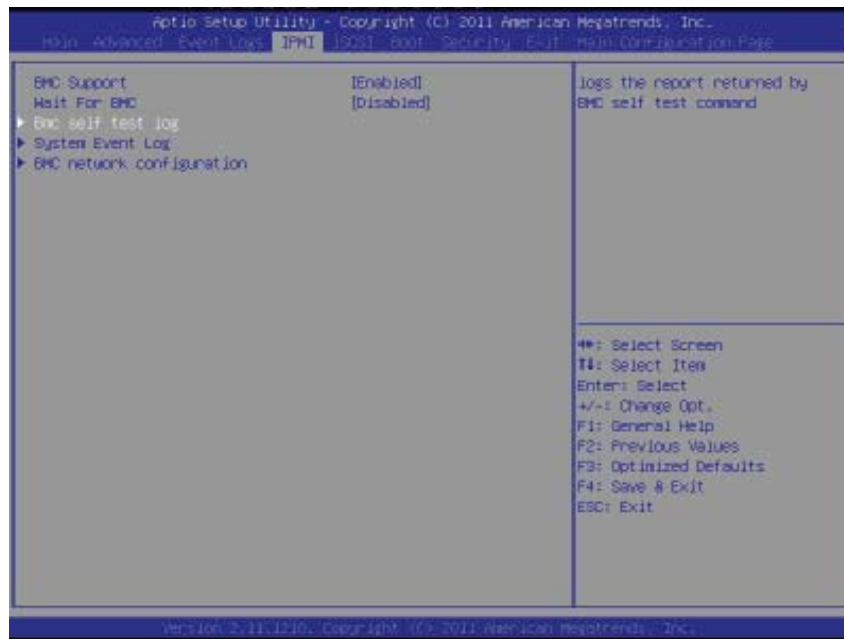 Aptio Setup Utility - Copyright (C) 2011 American Megatrends, Inc.
Main Advanced Event Logs IPMI iSCSI Boot Security Exit Main Configuration Page
BMC Support [Enabled]
Wait For BMC [Disabled]
Bmc self test log
System Event Log
BMC network configuration
logs the report returned by
BMC self test command
: Select Screen
: Select Item
Enter: Select
+/-: Change Opt.
F1: General Help
F2: Previous Values
F3: Optimized Defaults
F4: Save & Exit
ESC: Exit
Version 2.11.1210. Copyright (C) 2011 American Megatrends, Inc.